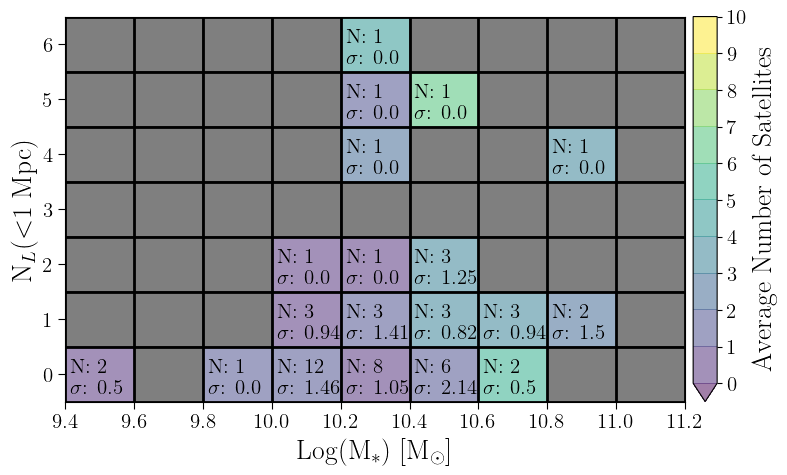 6
N: 1
σ: 0.0
5
N: 1
σ: 0.0
N: 1
σ: 0.0
4
N: 1
σ: 0.0
N: 1
σ: 0.0
3
2
N: 1
σ: 0.0
N: 1
σ: 0.0
N: 3
σ: 1.25
1
N: 3
σ: 0.94
N: 3
σ: 1.41
N: 3
σ: 0.82
N: 3
σ: 0.94
N: 2
σ: 1.5
0
N: 2
σ: 0.5
N: 1
σ: 0.0
N: 12
σ: 1.46
N: 8
σ: 1.05
N: 6
σ: 2.14
N: 2
σ: 0.5
9.4 9.6 9.8 10.0 10.2 10.4 10.6 10.8 11.0 11.2
Log(M∗) [M⊙]
N_L(<1 Mpc)
10
9
8
7
6
5
4
3
2
1
0
Average Number of Satellites